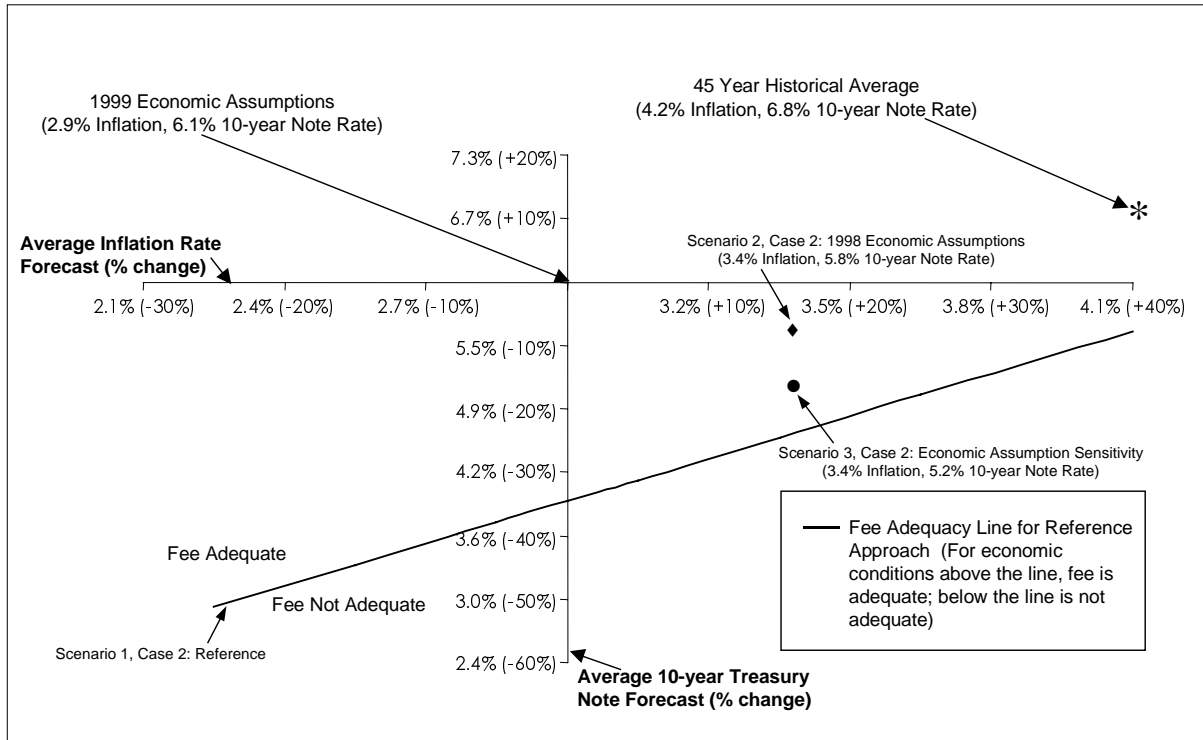 45 Year Historical Average
(4.2% Inflation, 6.8% 10-year Note Rate)
1999 Economic Assumptions
(2.9% Inflation, 6.1% 10-year Note Rate)
7.3% (+20%)
6.7% (+10%)
Average Inflation Rate
Forecast (% change)
Scenario 2, Case 2: 1998 Economic Assumptions
(3.4% Inflation, 5.8% 10-year Note Rate)
2.1% (-30%)
2.4% (-20%)
2.7% (-10%)
3.2% (+10%)
3.5% (+20%)
3.8% (+30%)
4.1% (+40%)
5.5% (-10%)
4.9% (-20%)
Scenario 3, Case 2: Economic Assumption Sensitivity
(3.4% Inflation, 5.2% 10-year Note Rate)
4.2% (-30%)
3.6% (-40%)
Fee Adequate
Fee Not Adequate
3.0% (-50%)
Scenario 1, Case 2: Reference
2.4% (-60%)
Average 10-year Treasury
Note Forecast (% change)
Fee Adequacy Line for Reference
Approach (For economic
conditions above the line, fee is
adequate; below the line is not
adequate)